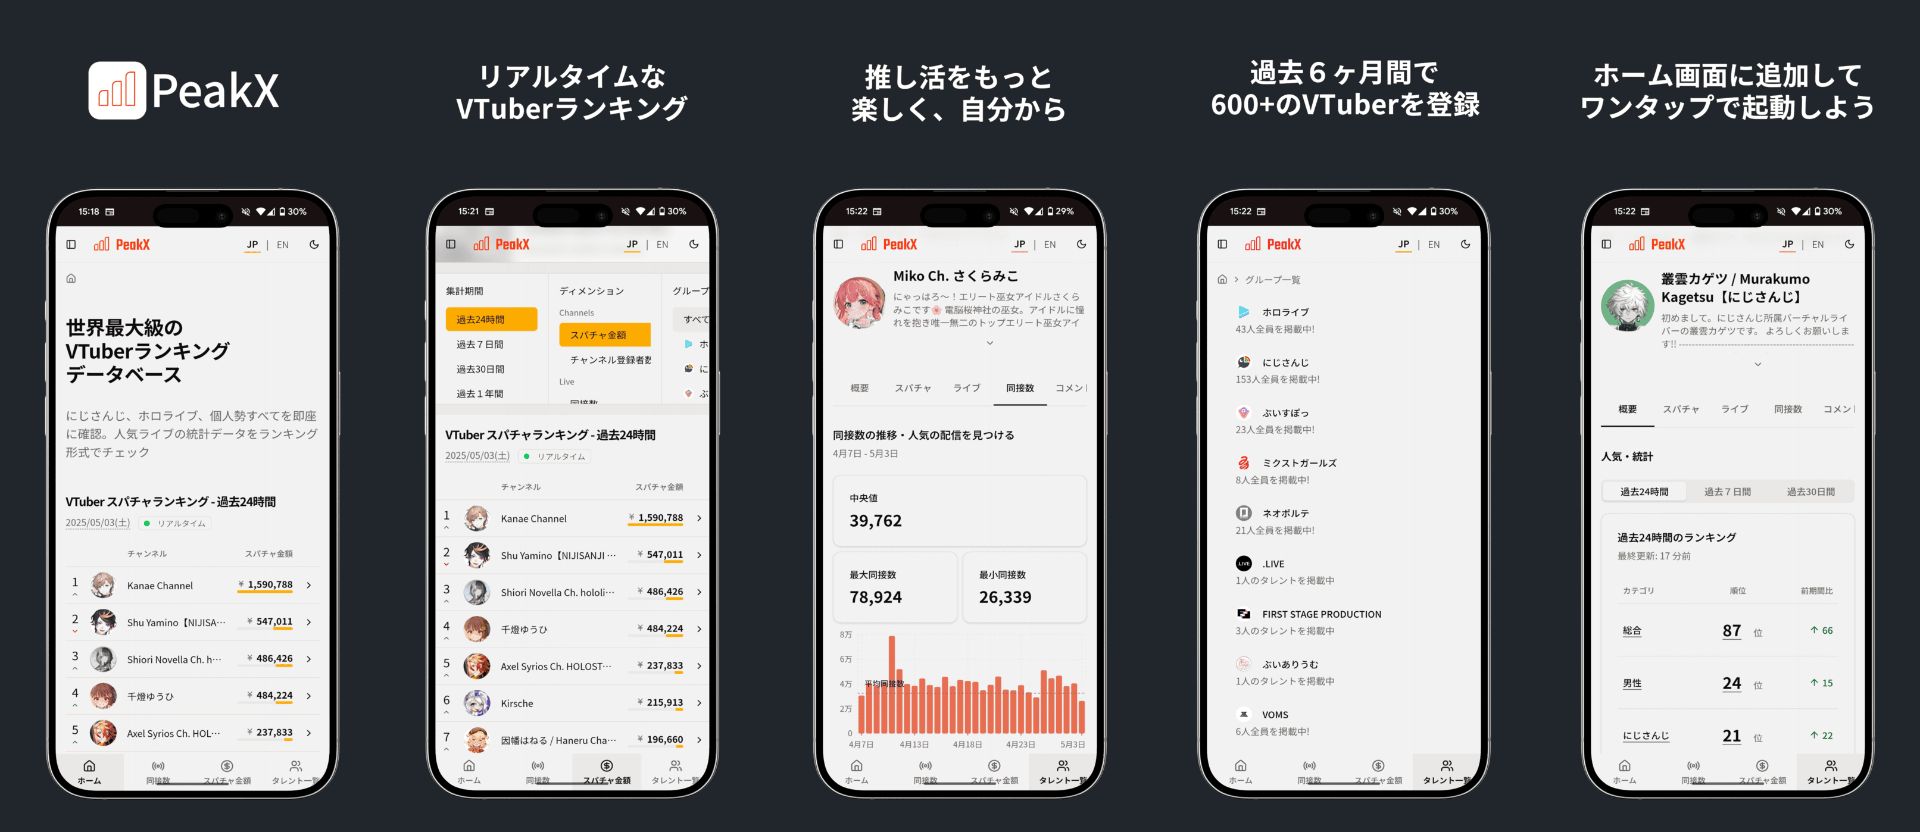 PeakX
リアルタイムな
VTuberランキング
推し活をもっと
楽しく、自分から
過去６ヶ月間で
600+のVTuberを登録
ホーム画面に追加して
ワンタップで起動しよう
15:18
30%
PeakX
JP | EN
世界最大級の
VTuberランキング
データベース
にじさんじ、ホロライブ、個人勢すべてを即座
に確認。人気ライブの統計データをランキング
形式でチェック
VTuber スパチャランキング - 過去24時間
2025/05/03(土)
リアルタイム
チャンネル スパチャ金額
1 Kanae Channel ¥ 1,590,788
2 Shu Yamino【NIJISA… ¥ 547,011
3 Shiori Novella Ch. h… ¥ 486,426
4 千燈ゆうひ ¥ 484,224
5 Axel Syrios Ch. HOL… ¥ 237,833
ホーム 同接数 スパチャ金額 タレント一覧
15:21
30%
PeakX
JP | EN
集計期間
過去24時間
過去７日間
過去30日間
過去１年間
ディメンション
Channels
スパチャ金額
チャンネル登録者数
Live
同接数
グループ
すべて
ホ
に
ぶ
VTuber スパチャランキング - 過去24時間
2025/05/03(土)
リアルタイム
チャンネル スパチャ金額
1 Kanae Channel ¥ 1,590,788
2 Shu Yamino【NIJISANJI … ¥ 547,011
3 Shiori Novella Ch. hololi… ¥ 486,426
4 千燈ゆうひ ¥ 484,224
5 Axel Syrios Ch. HOLOST… ¥ 237,833
6 Kirsche ¥ 215,913
7 因幡はねる / Haneru Cha… ¥ 196,660
ホーム 同接数 スパチャ金額 タレント一覧
15:22
29%
PeakX
JP | EN
Miko Ch. さくらみこ
にゃっはろ～！エリート巫女アイドルさくら
みこです🌸 電脳桜神社の巫女。アイドルに憧
れを抱き唯一無二のトップエリート巫女アイ
概要 スパチャ ライブ 同接数 コメント
同接数の推移・人気の配信を見つける
4月7日 - 5月3日
中央値
39,762
最大同接数
78,924
最小同接数
26,339
8万
6万
4万
2万
0
平均同接数
4月7日 4月13日 4月18日 4月23日 5月3日
ホーム 同接数 スパチャ金額 タレント一覧
15:22
30%
PeakX
JP | EN
グループ一覧
ホロライブ
43人全員を掲載中!
にじさんじ
153人全員を掲載中!
ぶいすぽっ
23人全員を掲載中!
ミクストガールズ
8人全員を掲載中!
ネオポルテ
21人全員を掲載中!
.LIVE
1人のタレントを掲載中
FIRST STAGE PRODUCTION
3人のタレントを掲載中
ぶいありうむ
1人のタレントを掲載中
VOMS
6人全員を掲載中!
ホーム 同接数 スパチャ金額 タレント一覧
15:22
30%
PeakX
JP | EN
叢雲カゲツ / Murakumo
Kagetsu【にじさんじ】
初めまして。にじさんじ所属バーチャルライ
バーの叢雲カゲツです。 よろしくお願いしま
す!! ----------------------------------------
概要 スパチャ ライブ 同接数 コメント
人気・統計
過去24時間 過去７日間 過去30日間
過去24時間のランキング
最終更新: 17 分前
カテゴリ 順位 前期間比
総合 87 位 ↑ 66
男性 24 位 ↑ 15
にじさんじ 21 位 ↑ 22
ホーム 同接数 スパチャ金額 タレント一覧